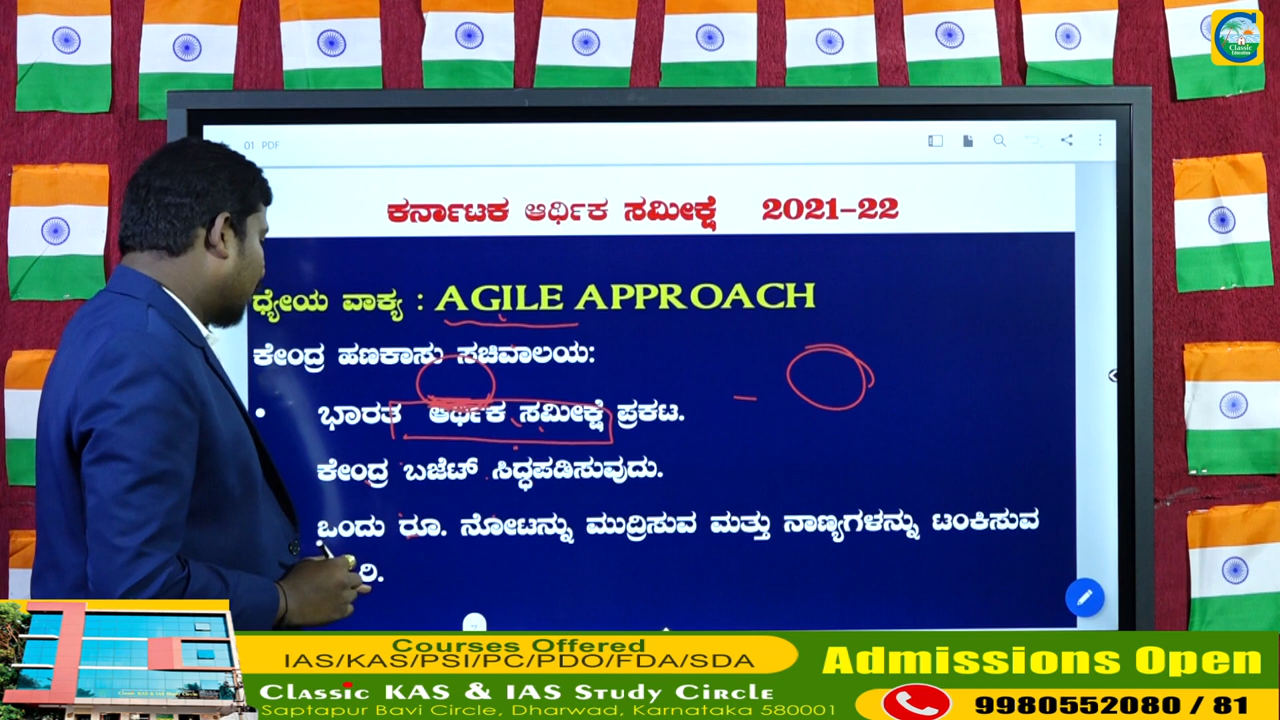 Classic
Education
01 PDF
ಕರ್ನಾಟಕ ಆರ್ಥಿಕ ಸಮೀಕ್ಷೆ 2021-22
ಧ್ಯೇಯ ವಾಕ್ಯ : AGILE APPROACH
ಕೇಂದ್ರ ಹಣಕಾಸು ಸಚಿವಾಲಯ:
• ಭಾರತ ಆರ್ಥಿಕ ಸಮೀಕ್ಷೆ ಪ್ರಕಟ.
ಕೇಂದ್ರ ಬಜೆಟ್ ಸಿದ್ಧಪಡಿಸುವುದು.
ಒಂದು ರೂ. ನೋಟನ್ನು ಮುದ್ರಿಸುವ ಮತ್ತು ನಾಣ್ಯಗಳನ್ನು ಟಂಕಿಸುವ
Courses Offered
IAS/KAS/PSI/PC/PDO/FDA/SDA
Classic KAS & IAS Study Circle
Saptapur Bavi Circle, Dharwad, Karnataka 580001
Admissions Open
9980552080 / 81